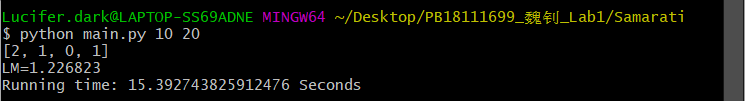 Lucifer.dark@LAPTOP-SS69ADNE MINGW64 ~/Desktop/PB18111699_魏钊_Lab1/Samarati
$ python main.py 10 20
[2, 1, 0, 1]
LM=1.226823
Running time: 15.392743825912476 Seconds